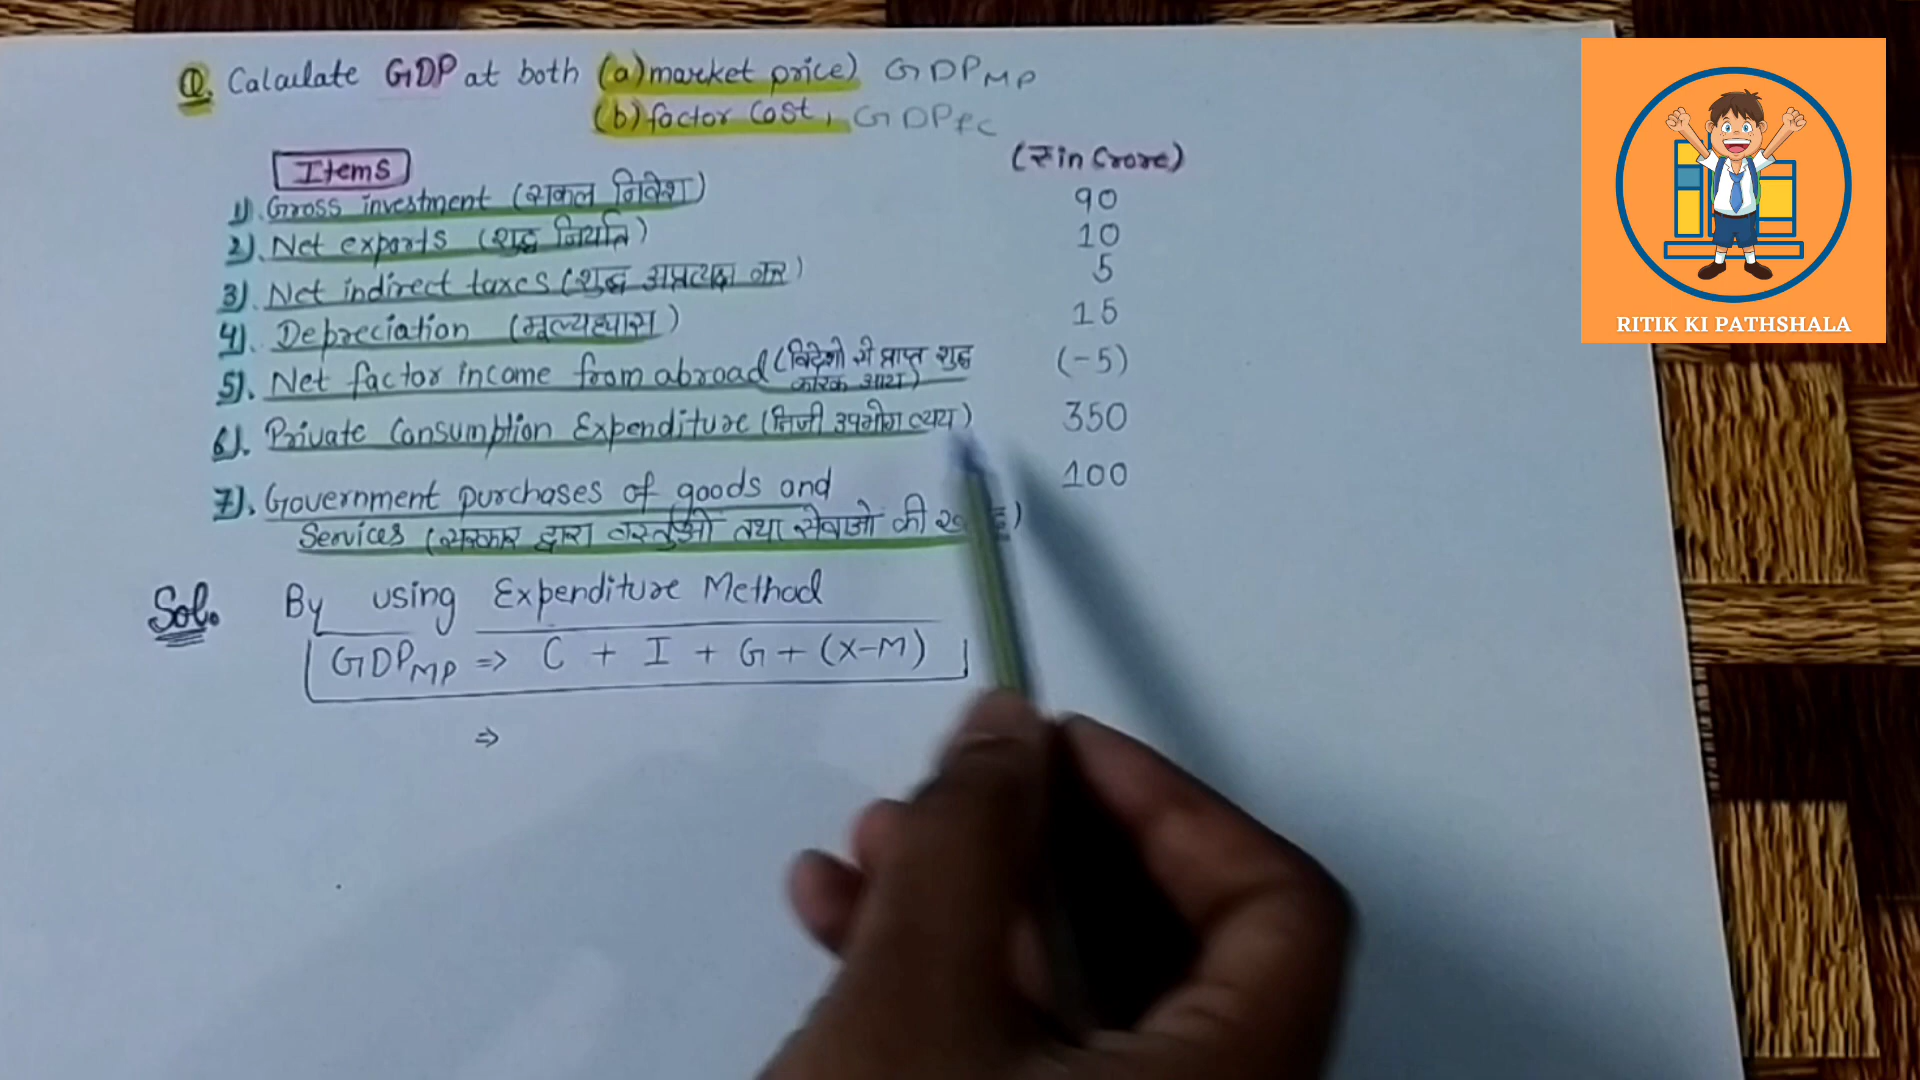 Q. Calculate GDP at both (a) market price) GDPMP
(b) factor Cost, GDPFC
Items
(₹ in Crore)
1). Gross investment (सकल निवेश) 90
2). Net exports (शुद्ध निर्यात) 10
3). Net indirect taxes (शुद्ध अप्रत्यक्ष कर) 5
4). Depreciation (मूल्यह्रास) 15
5). Net factor income from abroad (विदेशो से प्राप्त शुद्ध कारक आय) (-5)
6). Private Consumption Expenditure (निजी उपभोग व्यय) 350
7). Government purchases of goods and 100
Services (सरकार द्वारा वस्तुओ तथा सेवाओ की
Sol. By using Expenditure Method
GDPMP ⇒ C + I + G + (X-M)
⇒
RITIK KI PATHSHALA